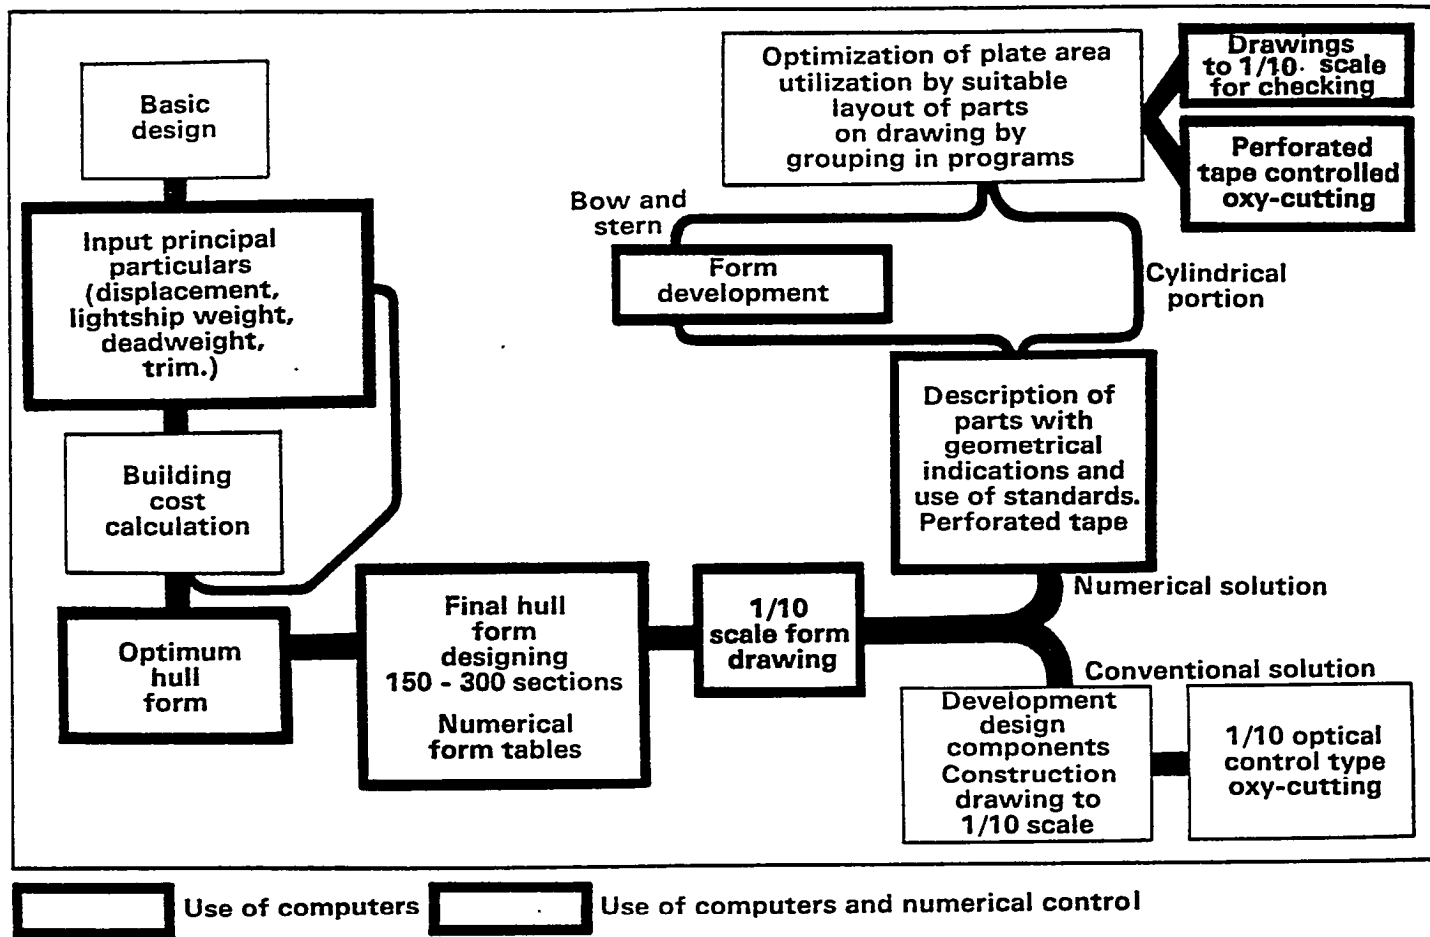 Basic
design
Input principal
particulars
(displacement,
lightship weight,
deadweight,
trim.)
Building
cost
calculation
Optimum
hull
form
Final hull
form
designing
150 - 300 sections
Numerical
form tables
1/10
scale form
drawing
Numerical solution
Conventional solution
Description of
parts with
geometrical
indications and
use of standards.
Perforated tape
Bow and
stern
Form
development
Cylindrical
portion
Optimization of plate area
utilization by suitable
layout of parts
on drawing by
grouping in programs
Drawings
to 1/10. scale
for checking
Perforated
tape controlled
oxy-cutting
Development
design
components
Construction
drawing to
1/10 scale
1/10 optical
control type
oxy-cutting
Use of computers
Use of computers and numerical control